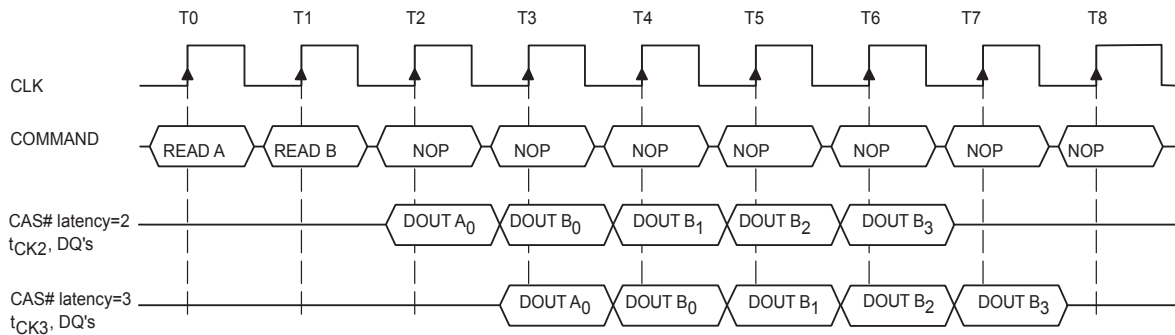 T0 T1 T2 T3 T4 T5 T6 T7 T8
CLK
COMMAND
READ A READ B NOP NOP NOP NOP NOP NOP NOP
CAS# latency=2
tCK2, DQ's
DOUT A0 DOUT B0 DOUT B1 DOUT B2 DOUT B3
CAS# latency=3
tCK3, DQ's
DOUT A0 DOUT B0 DOUT B1 DOUT B2 DOUT B3